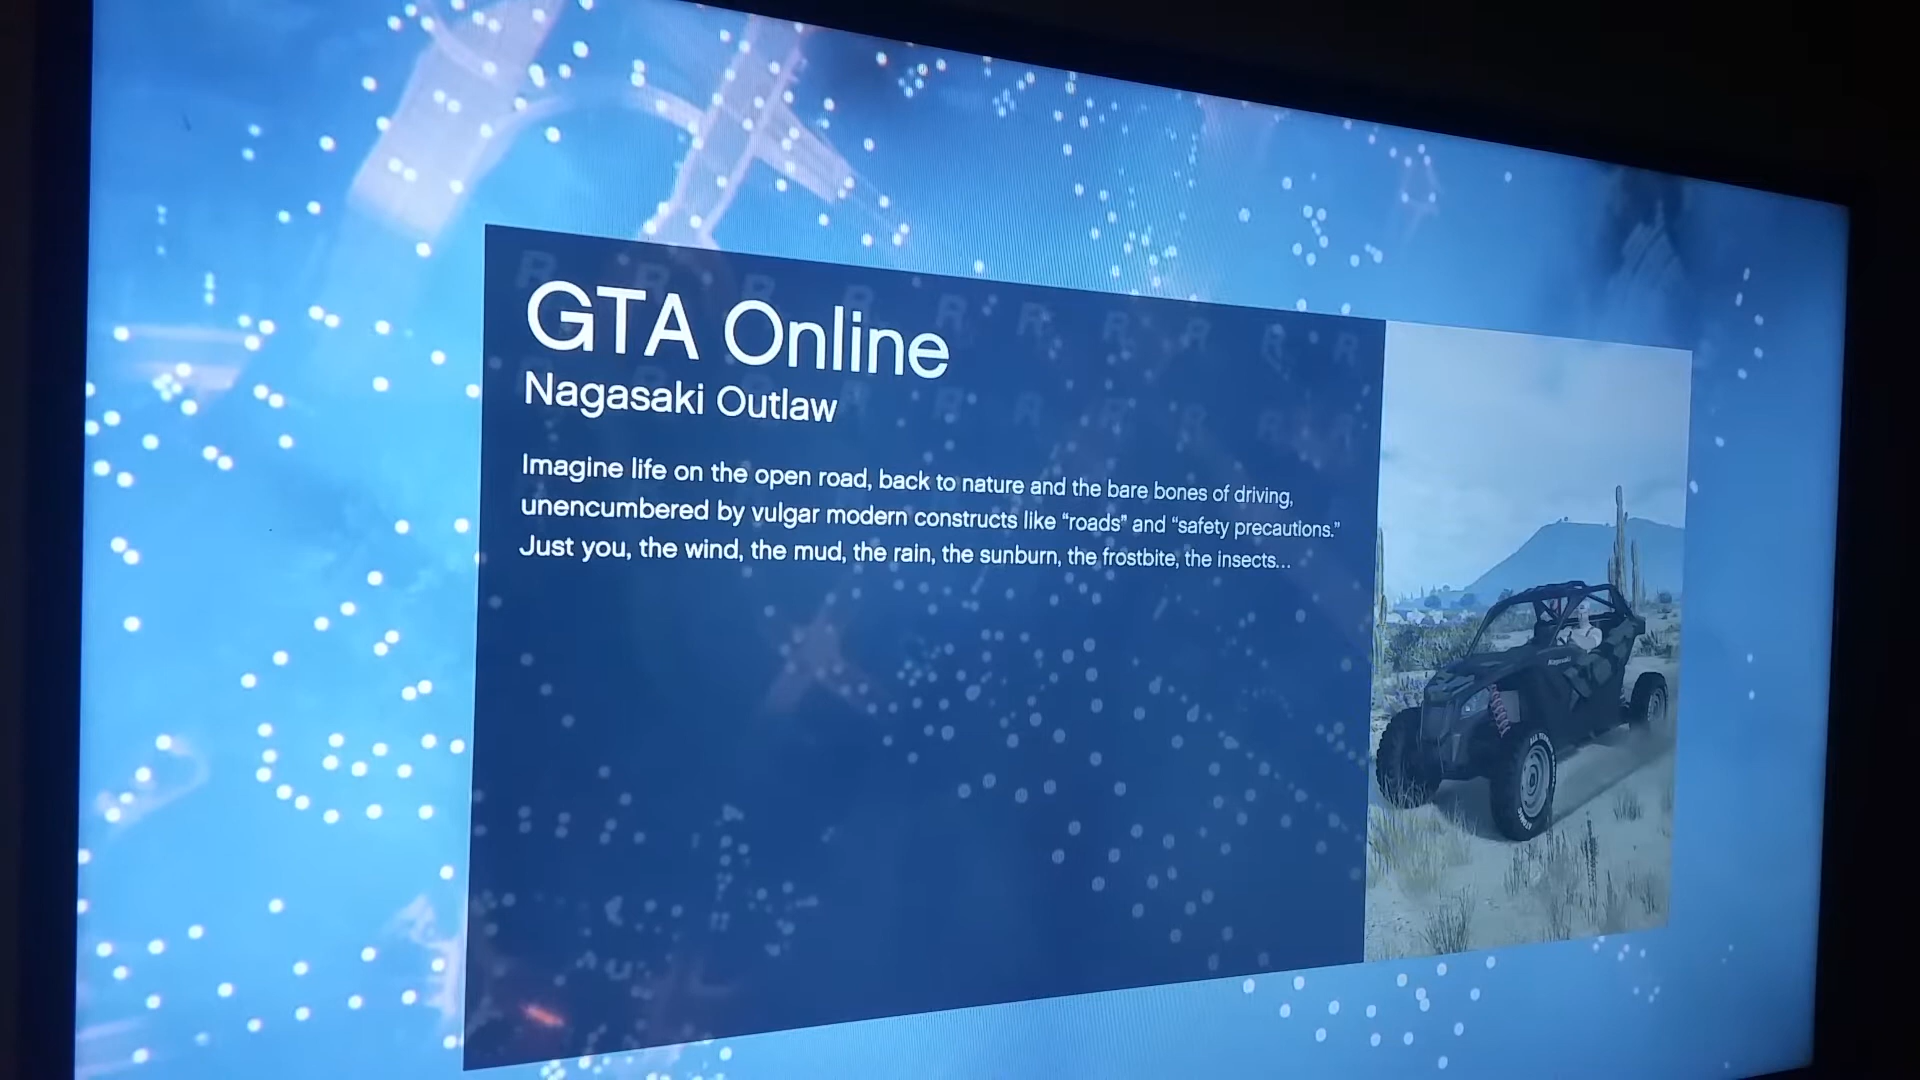 GTA Online
Nagasaki Outlaw
Imagine life on the open road, back to nature and the bare bones of driving,
unencumbered by vulgar modern constructs like “roads” and “safety precautions.”
Just you, the wind, the mud, the rain, the sunburn, the frostbite, the insects...
Nagasaki
ATOMIC